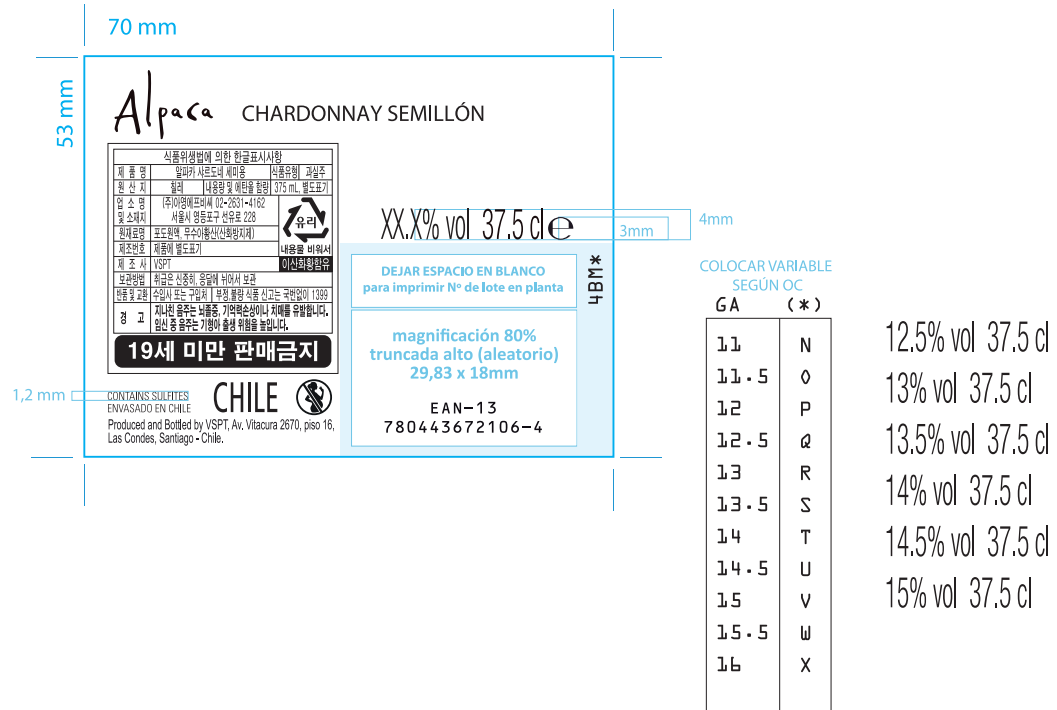 70 mm
53 mm
Alpaca CHARDONNAY SEMILLÓN
식품위생법에 의한 한글표시사항
제 품 명 알파카 샤르도네 세미용 식품유형 과실주
원 산 지 칠레 내용량 및 에탄올 함량 375 mL, 별도표기
업 소 명 및 소재지 (주)아영에프비씨 02-2631-4162
서울시 영등포구 선유로 228
원재료명 포도원액, 무수아황산(산화방지제)
제조번호 제품에 별도표기
제 조 사 VSPT
유리
내용물 비워서
이산화황함유
보관방법 취급은 신중히, 응달에 뉘어서 보관
반품 및 교환 수입사 또는 구입처 부정,불량 식품 신고는 국번없이 1399
경 고 지나친 음주는 뇌졸중, 기억력손상이나 치매를 유발합니다.
임신 중 음주는 기형아 출생 위험을 높입니다.
19세 미만 판매금지
1,2 mm
CONTAINS SULFITES
ENVASADO EN CHILE
CHILE
Produced and Bottled by VSPT, Av. Vitacura 2670, piso 16,
Las Condes, Santiago - Chile.
XX.X% vol 37.5 cl e
3mm
4mm
DEJAR ESPACIO EN BLANCO
para imprimir Nº de lote en planta
4BM*
magnificación 80%
truncada alto (aleatorio)
29,83 x 18mm
EAN-13
780443672106-4
COLOCAR VARIABLE
SEGÚN OC
GA (*)
11 N
11.5 O
12 P
12.5 Q
13 R
13.5 S
14 T
14.5 U
15 V
15.5 W
16 X
12.5% vol 37.5 cl
13% vol 37.5 cl
13.5% vol 37.5 cl
14% vol 37.5 cl
14.5% vol 37.5 cl
15% vol 37.5 cl